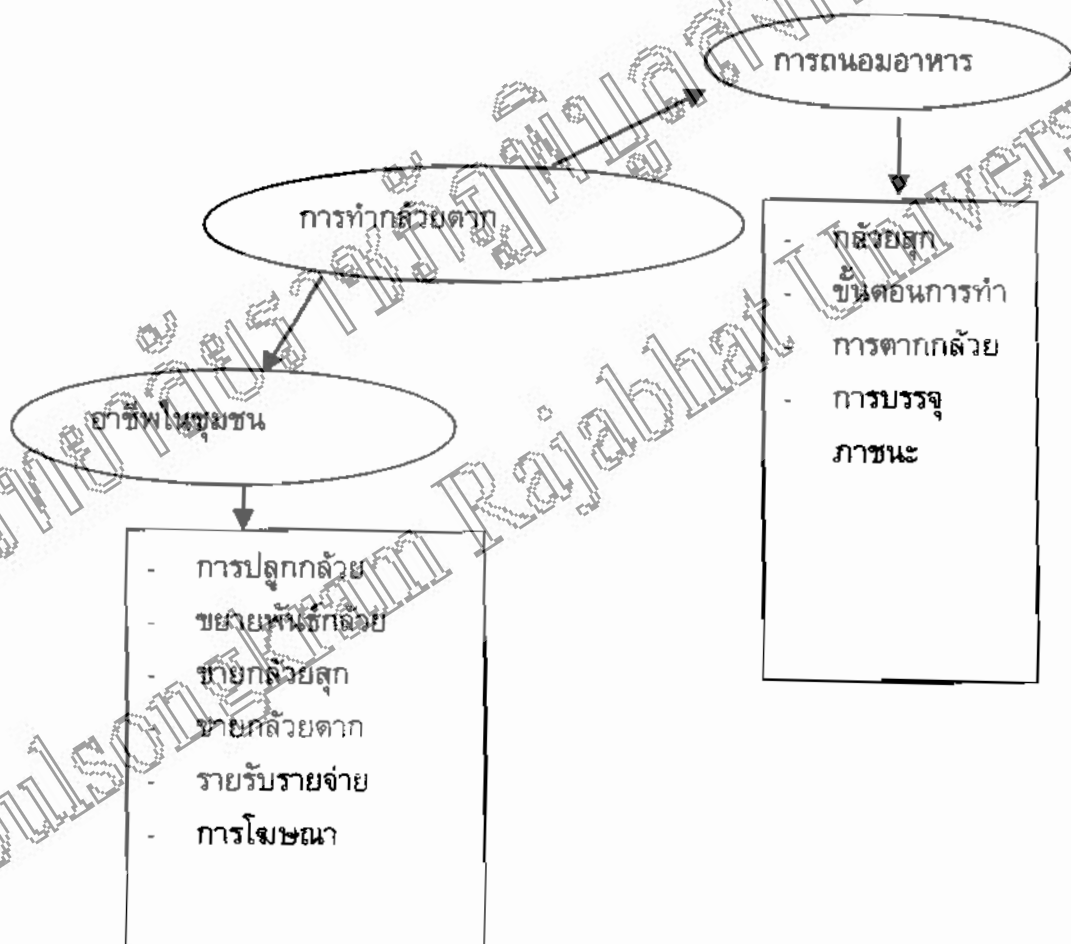 การถนอมอาหาร
การทำกล้วยตาก
- กล้วยสุก
- ขั้นตอนการทำ
- การตากกล้วย
- การบรรจุ
ภาชนะ
อาชีพในชุมชน
- การปลูกกล้วย
- ขยายพันธ์กล้วย
- ขายกล้วยสุก
- ขายกล้วยตาก
- รายรับรายจ่าย
- การโฆษณา
Rajabhat